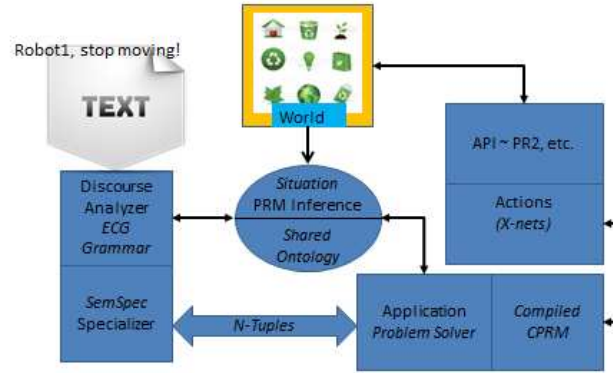 Robot1, stop moving!
TEXT
World
Discourse
Analyzer
ECG
Grammar
SemSpec
Specializer
Situation
PRM Inference
Shared
Ontology
N-Tuples
API ~ PR2, etc.
Actions
(X-nets)
Application
Problem Solver
Compiled
CPRM